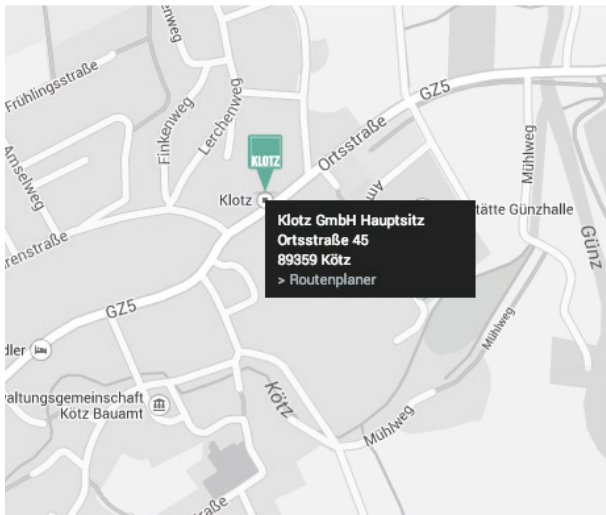 Frühlingsstraße
Finkenweg
Lerchenweg
Amselweg
GZ5
Ortsstraße
Mühlweg
KLOTZ
Klotz
Klotz GmbH Hauptsitz
Ortsstraße 45
89359 Kötz
> Routenplaner
Günzhalle
Günz
GZ5
Mühlweg
Kötz
Kötz Bauamt
Mühlweg